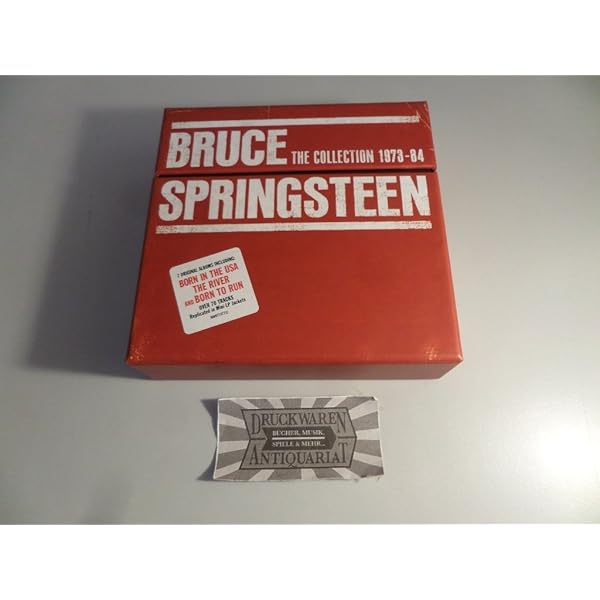 BRUCE THE COLLECTION 1973-84
SPRINGSTEEN
7 ORIGINAL ALBUMS INCLUDING:
BORN IN THE USA
THE RIVER
AND BORN TO RUN
OVER 70 TRACKS
Replicated in Mini LP Jackets
DRUCKWAREN
BÜCHER, MUSIK,
SPIELE & MEHR...
ANTIQUARIAT